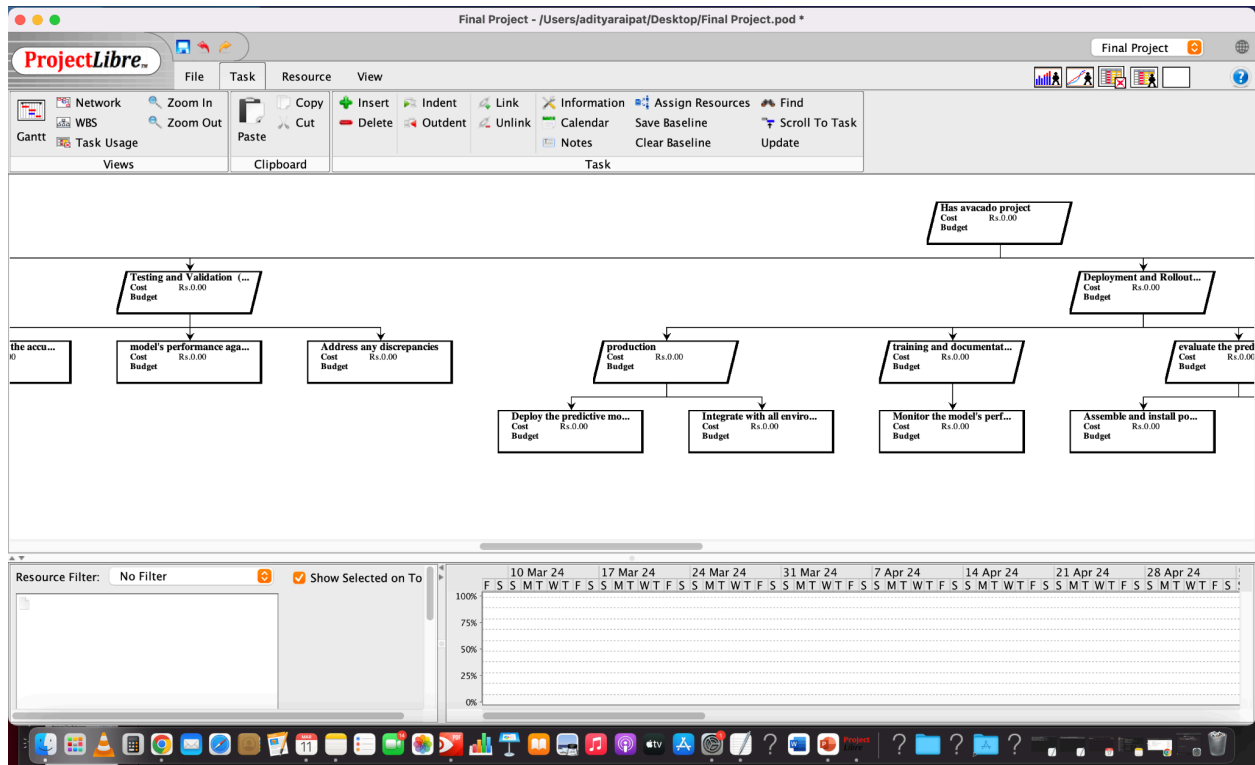 Final Project - /Users/adityaraipat/Desktop/Final Project.pod *
ProjectLibre™
Final Project
File Task Resource View
Gantt
Network
WBS
Task Usage
Zoom In
Zoom Out
Views
Paste
Copy
Cut
Clipboard
Insert
Delete
Indent
Outdent
Link
Unlink
Information
Calendar
Notes
Assign Resources
Save Baseline
Clear Baseline
Find
Scroll To Task
Update
Task
Has avacado project
Cost Rs.0.00
Budget
Testing and Validation (...
Cost Rs.0.00
Budget
Deployment and Rollout...
Cost Rs.0.00
Budget
the accu...
model's performance aga...
Cost Rs.0.00
Budget
Address any discrepancies
Cost Rs.0.00
Budget
production
Cost Rs.0.00
Budget
training and documentat...
Cost Rs.0.00
Budget
evaluate the pred
Cost Rs.0.00
Budget
Deploy the predictive mo...
Cost Rs.0.00
Budget
Integrate with all enviro...
Cost Rs.0.00
Budget
Monitor the model's perf...
Cost Rs.0.00
Budget
Assemble and install po...
Cost Rs.0.00
Budget
Resource Filter: No Filter
Show Selected on To
10 Mar 24 17 Mar 24 24 Mar 24 31 Mar 24 7 Apr 24 14 Apr 24 21 Apr 24 28 Apr 24
F S S M T W T F S S M T W T F S S M T W T F S S M T W T F S S M T W T F S S M T W T F S S M T W T F S S M T W T F S
100%
75%
50%
25%
0%